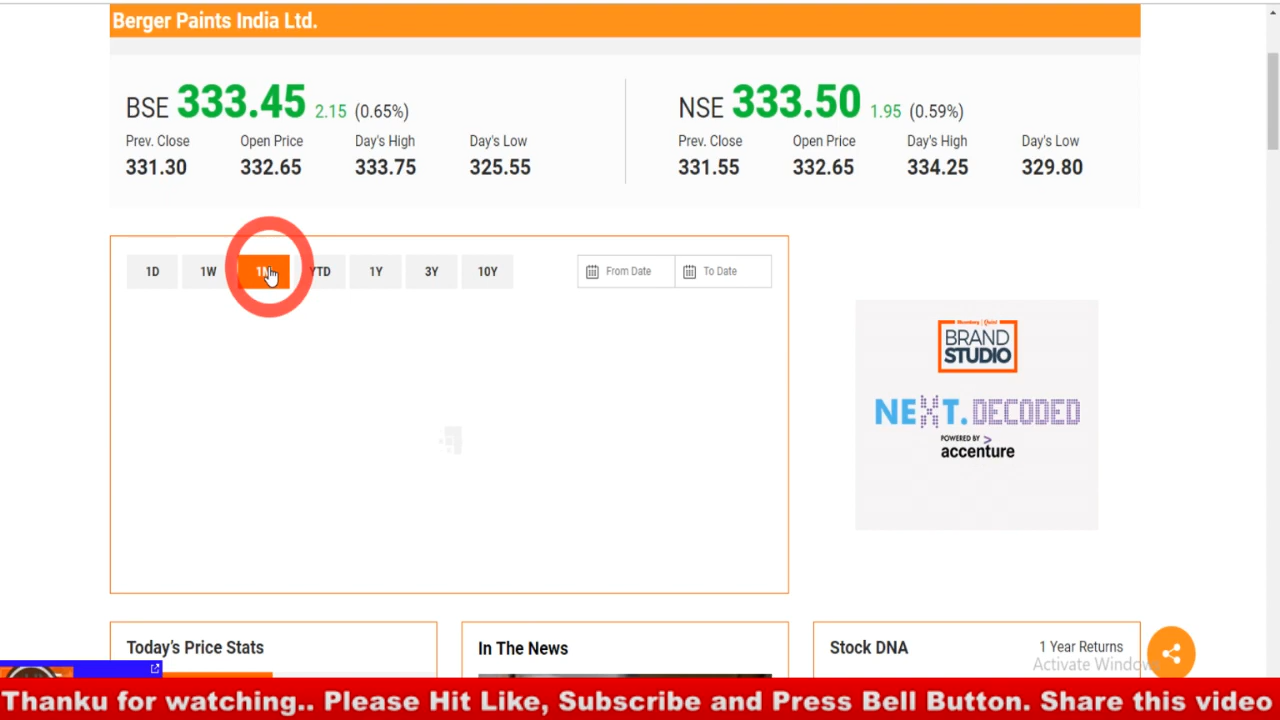 Berger Paints India Ltd.
BSE 333.45 2.15 (0.65%)
Prev. Close Open Price Day's High Day's Low
331.30 332.65 333.75 325.55
NSE 333.50 1.95 (0.59%)
Prev. Close Open Price Day's High Day's Low
331.55 332.65 334.25 329.80
1D 1W 1M YTD 1Y 3Y 10Y From Date To Date
Bloomberg | Quint
BRAND
STUDIO
NEXT.DECODED
POWERED BY
accenture
Today's Price Stats
In The News
Stock DNA 1 Year Returns
Activate Windows
Thanku for watching.. Please Hit Like, Subscribe and Press Bell Button. Share this video